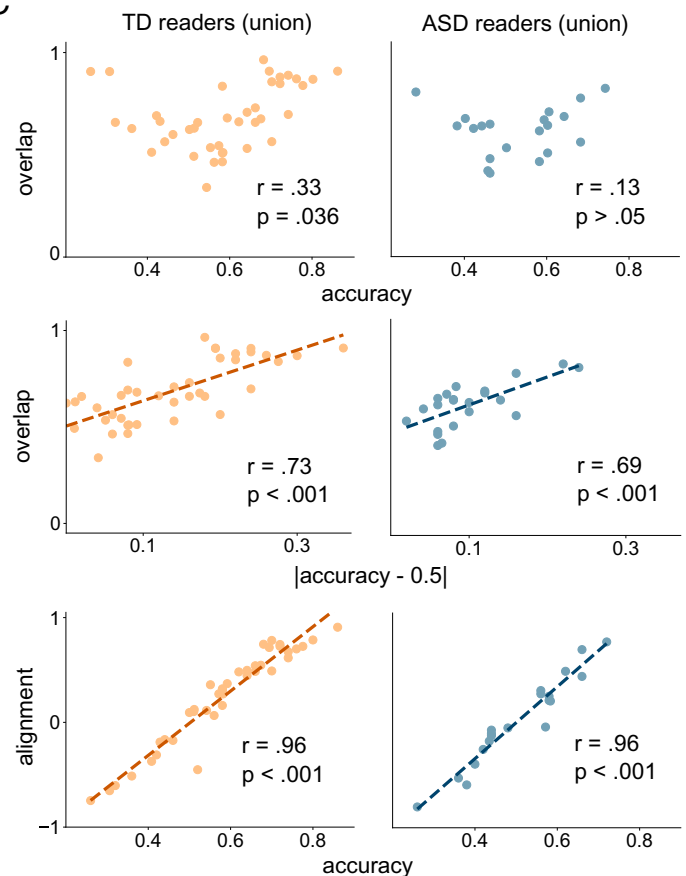 TD readers (union)
ASD readers (union)
1
overlap
r = .33
p = .036
r = .13
p > .05
0
0.4
0.6
0.8
0.4
0.6
0.8
accuracy
1
overlap
r = .73
p < .001
r = .69
p < .001
0
0.1
0.3
0.1
0.3
|accuracy - 0.5|
1
alignment
0
r = .96
p < .001
r = .96
p < .001
−1
0.4
0.6
0.8
0.4
0.6
0.8
accuracy